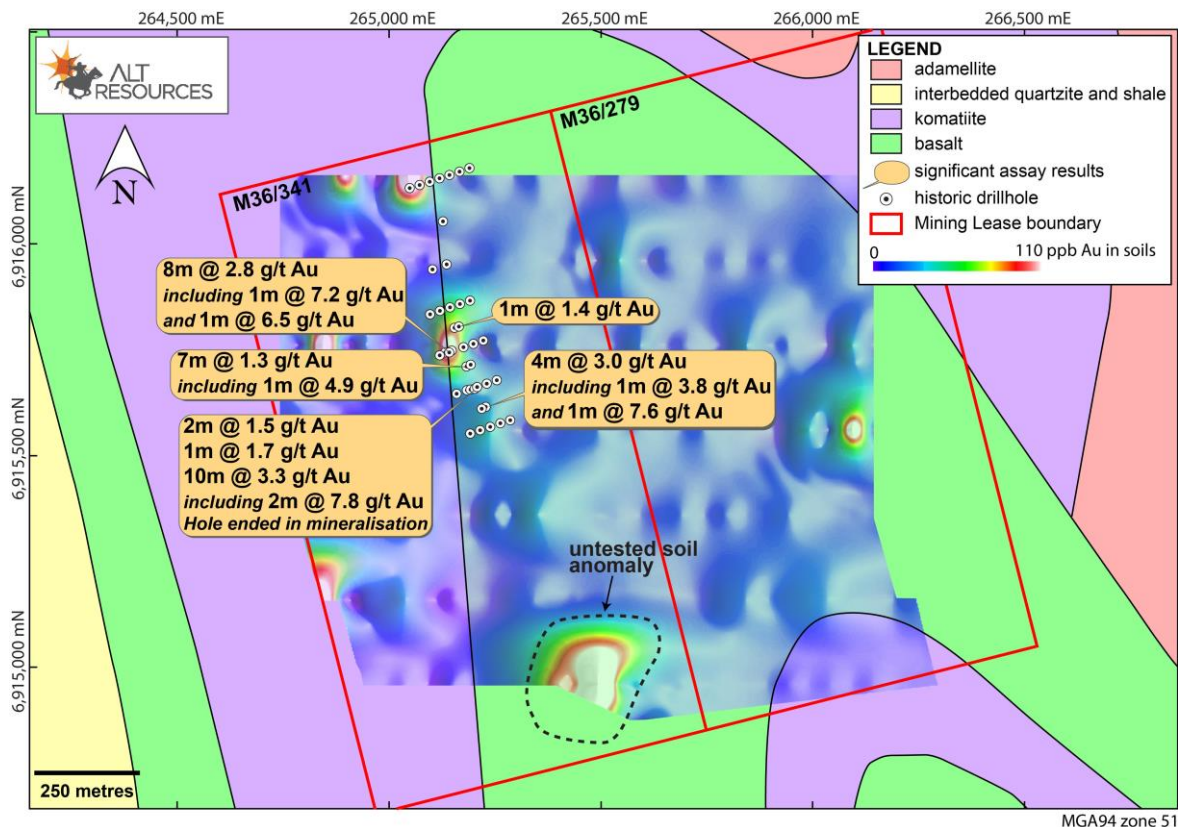 264,500 mE
265,000 mE
265,500 mE
266,000 mE
266,500 mE
ALT
RESOURCES
N
LEGEND
adamellite
interbedded quartzite and shale
komatiite
basalt
significant assay results
historic drillhole
Mining Lease boundary
0
110 ppb Au in soils
M36/279
M36/341
6,916,000 mN
8m @ 2.8 g/t Au
including 1m @ 7.2 g/t Au
and 1m @ 6.5 g/t Au
1m @ 1.4 g/t Au
7m @ 1.3 g/t Au
including 1m @ 4.9 g/t Au
4m @ 3.0 g/t Au
including 1m @ 3.8 g/t Au
and 1m @ 7.6 g/t Au
2m @ 1.5 g/t Au
1m @ 1.7 g/t Au
10m @ 3.3 g/t Au
including 2m @ 7.8 g/t Au
Hole ended in mineralisation
6,915,500 mN
untested soil
anomaly
6,915,000 mN
250 metres
MGA94 zone 51